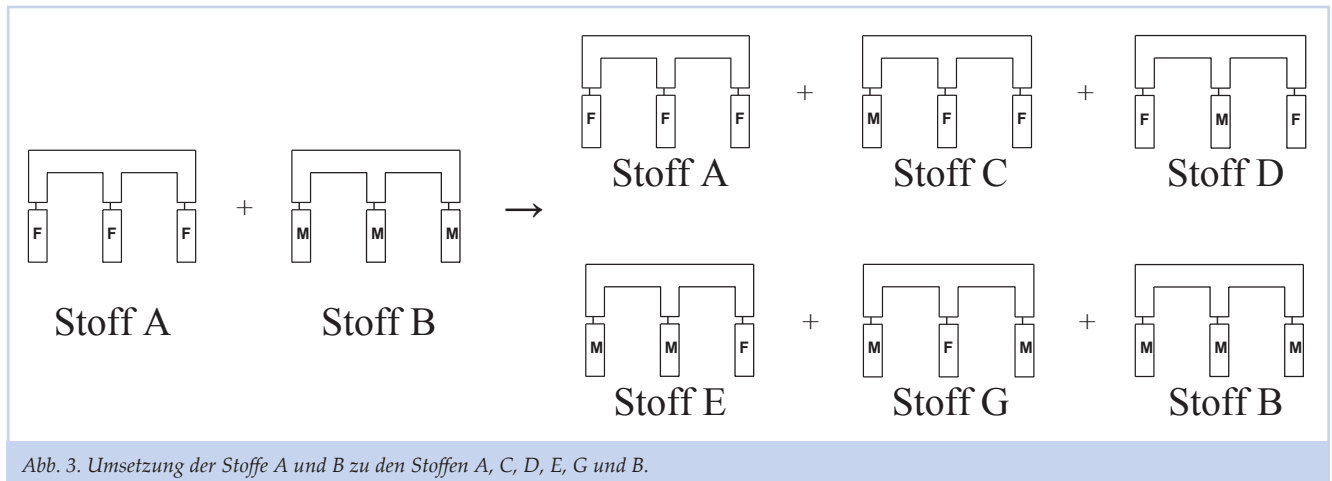 F F F + M F F + F M F
Stoff A Stoff C Stoff D
F F F + M M M →
Stoff A Stoff B
M M F + M F M + M M M
Stoff E Stoff G Stoff B
Abb. 3. Umsetzung der Stoffe A und B zu den Stoffen A, C, D, E, G und B.